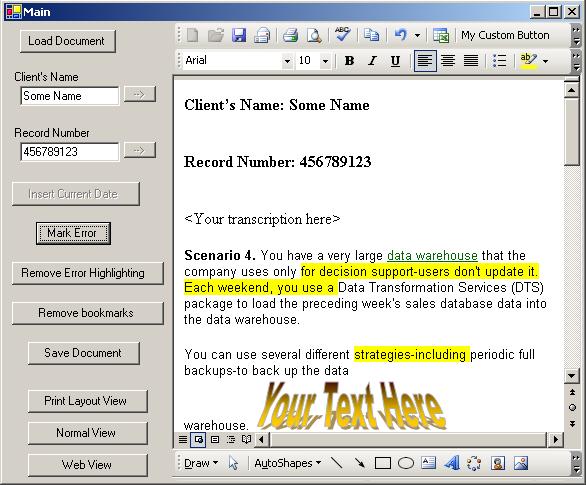 Main
Load Document
My Custom Button
Arial
10
B I U
ab
Client's Name
Some Name
-->
Record Number
456789123
-->
Insert Current Date
Mark Error
Remove Error Highlighting
Remove bookmarks
Save Document
Print Layout View
Normal View
Web View
Client's Name: Some Name
Record Number: 456789123
<Your transcription here>
Scenario 4. You have a very large data warehouse that the
company uses only for decision support-users don't update it.
Each weekend, you use a Data Transformation Services (DTS)
package to load the preceding week's sales database data into
the data warehouse.
You can use several different strategies-including periodic full
backups-to back up the data
warehouse. Your Text Here
Draw AutoShapes